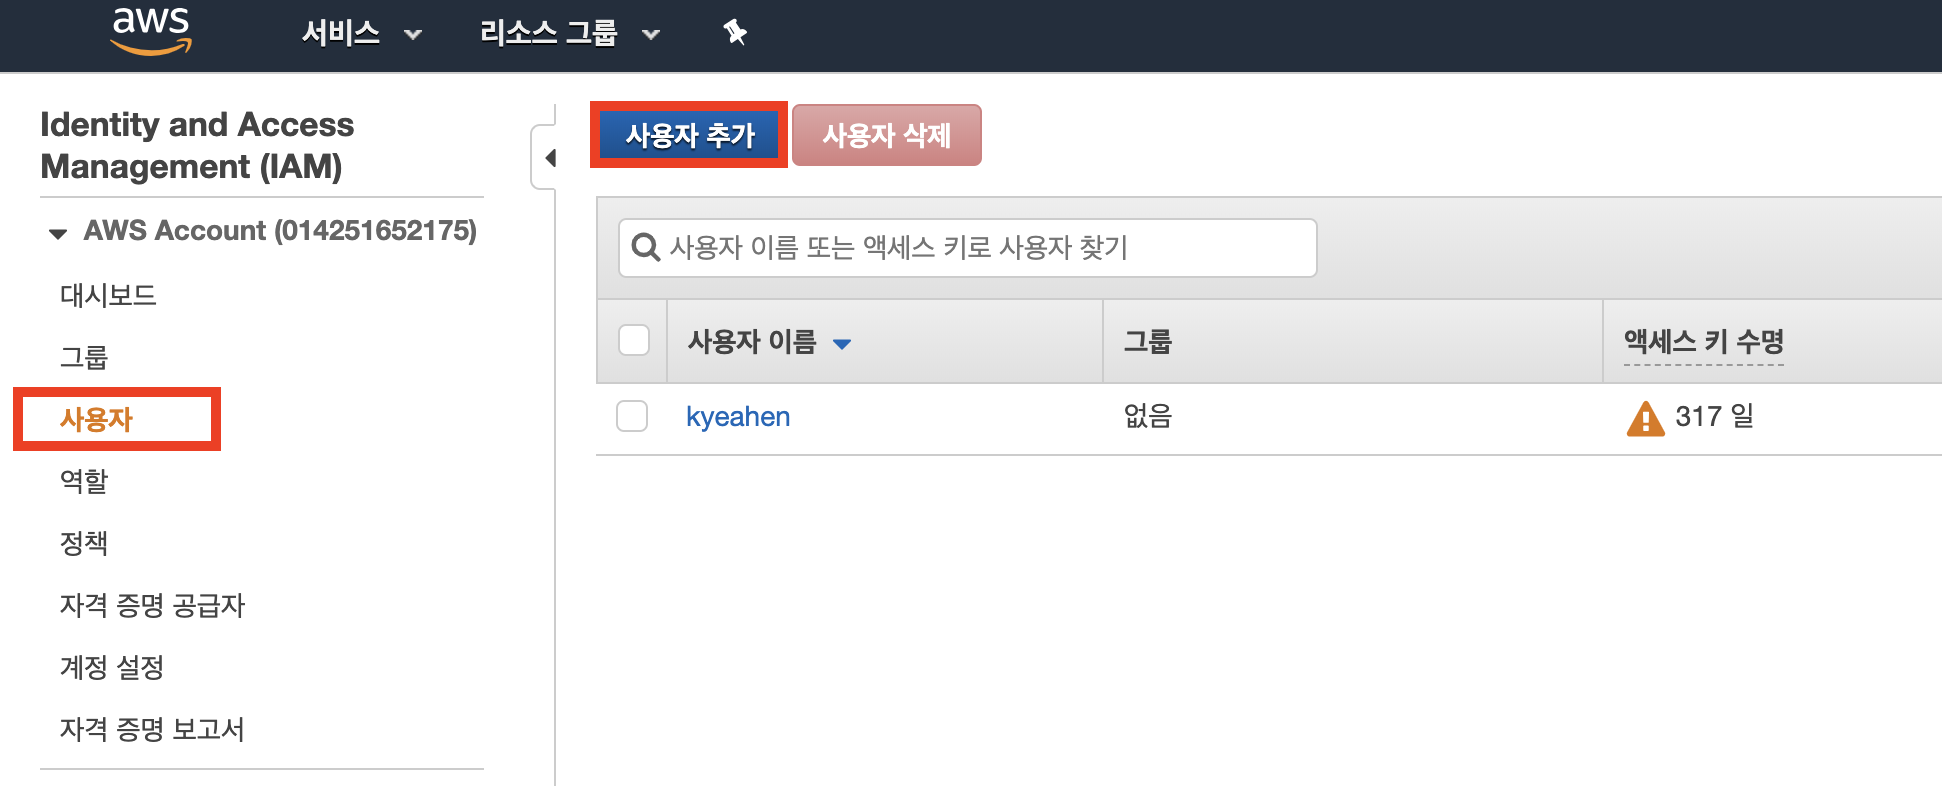 aws
서비스
리소스 그룹
Identity and Access
Management (IAM)
AWS Account (014251652175)
대시보드
그룹
사용자
역할
정책
자격 증명 공급자
계정 설정
자격 증명 보고서
사용자 추가
사용자 삭제
사용자 이름 또는 액세스 키로 사용자 찾기
사용자 이름
그룹
액세스 키 수명
kyeahen
없음
317 일